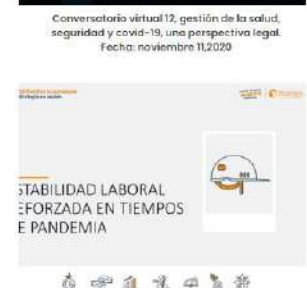 Conversatorio virtual 12, gestión de la salud,
seguridad y covid-19, una perspectiva legal.
Fecha: noviembre 11,2020
STABILIDAD LABORAL
EFORZADA EN TIEMPOS
E PANDEMIA